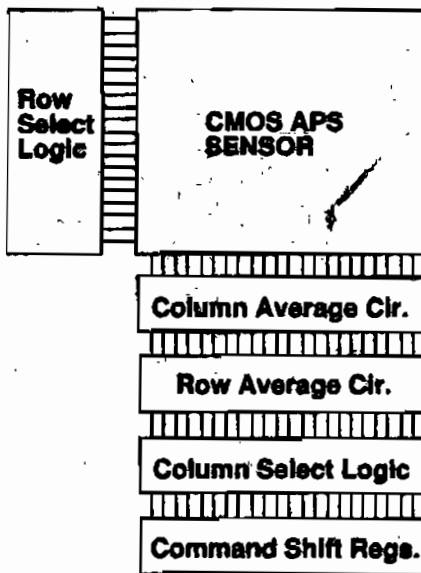 Row
Select
Logic
CMOS APS
SENSOR
Column Average Cir.
Row Average Cir.
Column Select Logic
Command Shift Regs.